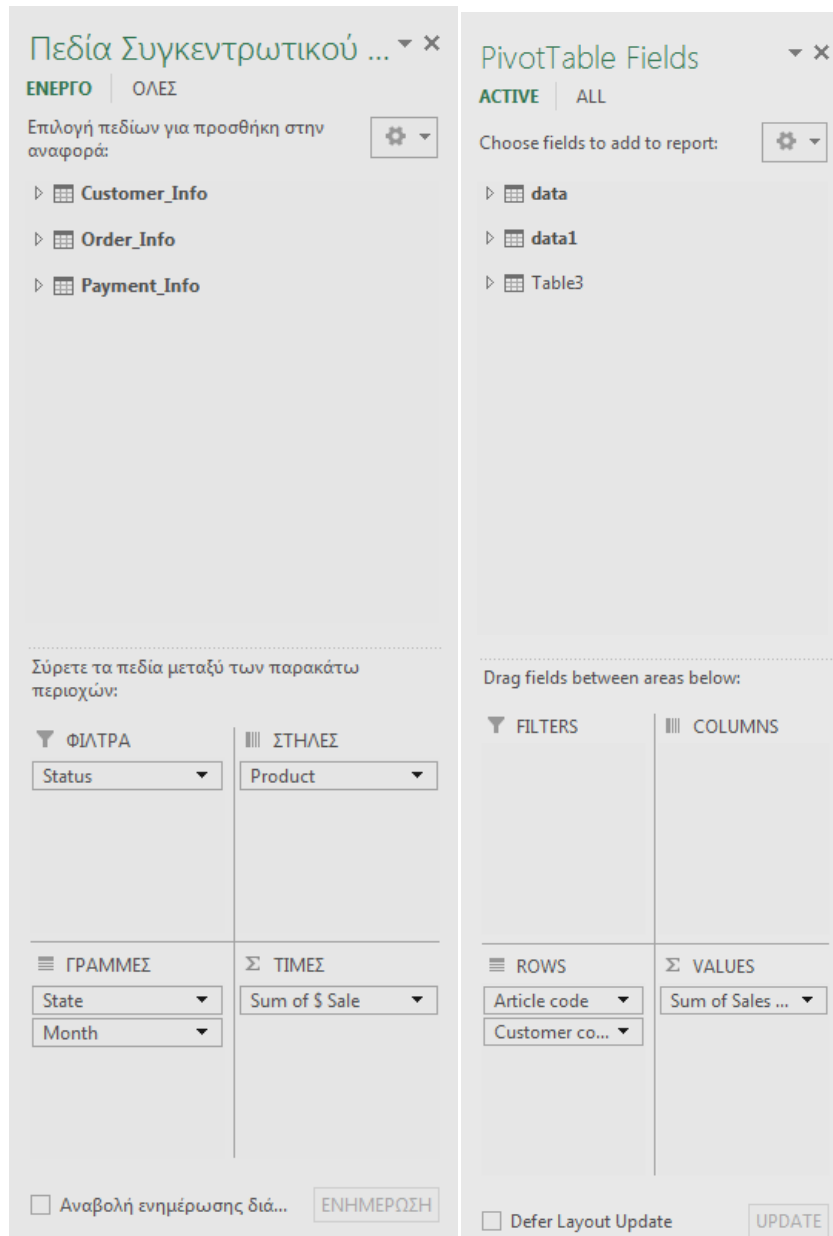 Πεδία Συγκεντρωτικού ...
ΕΝΕΡΓΟ ΟΛΕΣ
Επιλογή πεδίων για προσθήκη στην
αναφορά:
Customer_Info
Order_Info
Payment_Info
Σύρετε τα πεδία μεταξύ των παρακάτω
περιοχών:
ΦΙΛΤΡΑ
ΣΤΗΛΕΣ
Status
Product
ΓΡΑΜΜΕΣ
Σ ΤΙΜΕΣ
State
Sum of $ Sale
Month
Αναβολή ενημέρωσης διά...
ΕΝΗΜΕΡΩΣΗ
PivotTable Fields
ACTIVE ALL
Choose fields to add to report:
data
data1
Table3
Drag fields between areas below:
FILTERS
COLUMNS
ROWS
Σ VALUES
Article code
Sum of Sales ...
Customer co...
Defer Layout Update
UPDATE